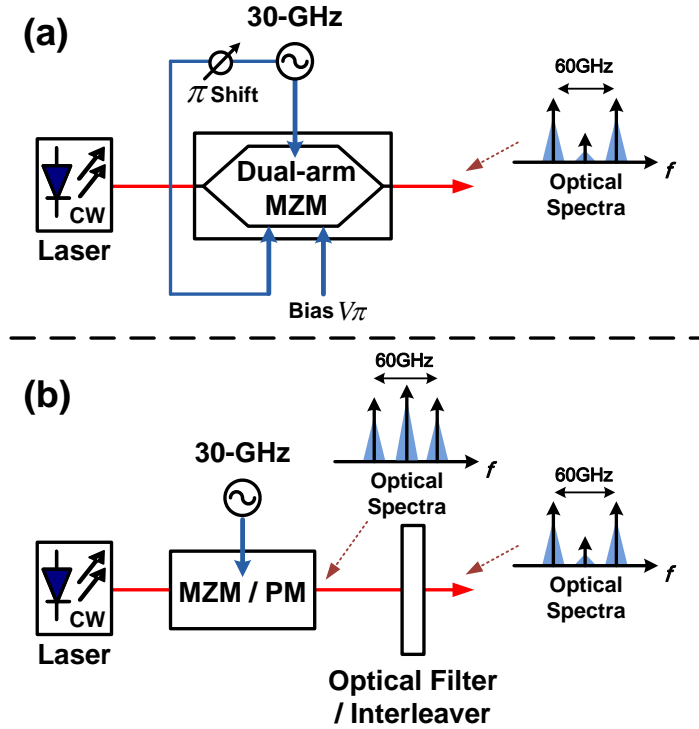 (a)
30-GHz
π Shift
60GHz
Dual-arm
MZM
CW
Laser
f
Optical
Spectra
Bias Vπ
(b)
60GHz
30-GHz
f
Optical
Spectra
60GHz
MZM / PM
CW
Laser
f
Optical
Spectra
Optical Filter
/ Interleaver